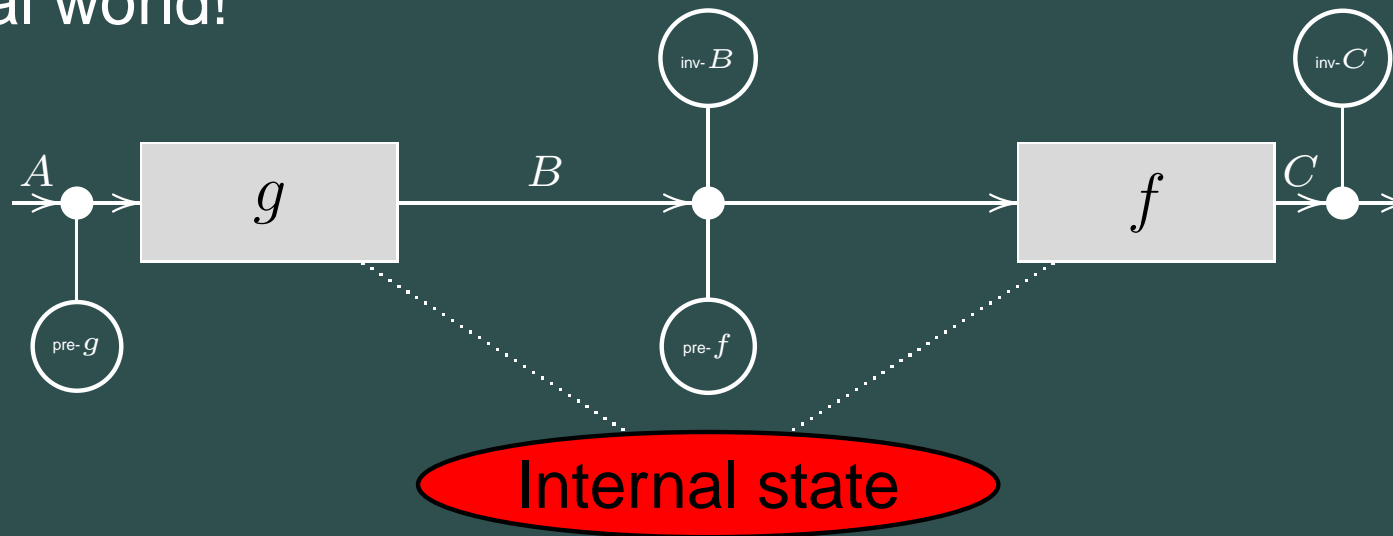 al world!
inv-B
inv-C
A
B
C
g
f
pre-g
pre-f
Internal state